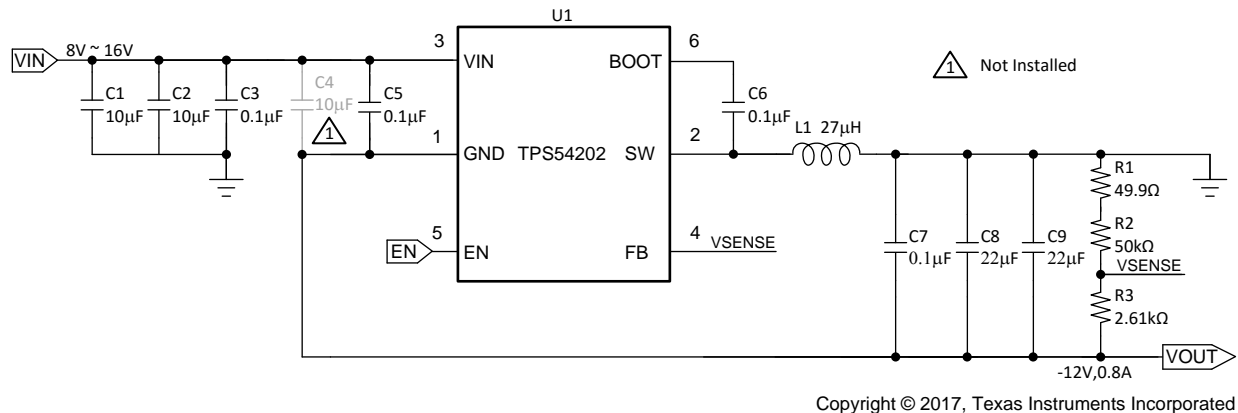 U1
VIN
8V ~ 16V
3
VIN
BOOT
6
1
Not Installed
C1
10μF
C2
10μF
C3
0.1μF
C4
10μF
1
C5
0.1μF
C6
0.1μF
1
GND
TPS54202
SW
2
L1 27μH
R1
49.9Ω
EN
5
EN
FB
4
VSENSE
C7
0.1μF
C8
22μF
C9
22μF
R2
50kΩ
VSENSE
R3
2.61kΩ
VOUT
-12V,0.8A
Copyright © 2017, Texas Instruments Incorporated